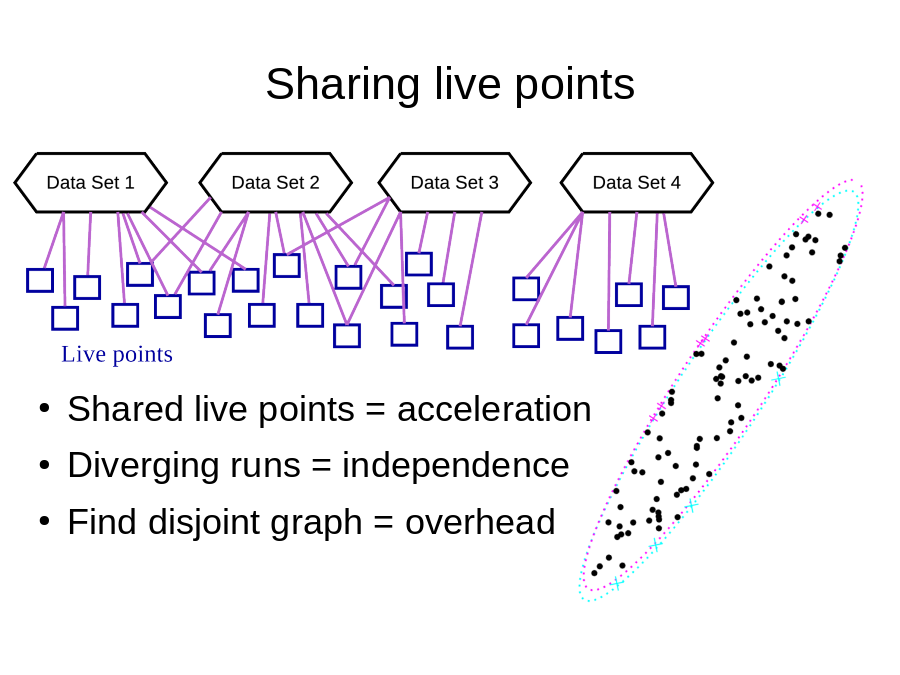 Sharing live points
Data Set 1
Data Set 2
Data Set 3
Data Set 4
Live points
• Shared live points = acceleration
• Diverging runs = independence
• Find disjoint graph = overhead